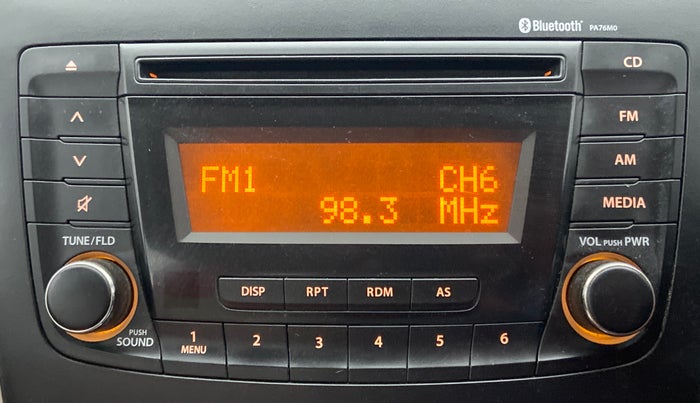 Bluetooth® PA76M0
CD
FM
AM
MEDIA
FM1 CH6
98.3 MHz
TUNE/FLD
VOL PUSH PWR
DISP RPT RDM AS
PUSH
SOUND
1 2 3 4 5 6
MENU